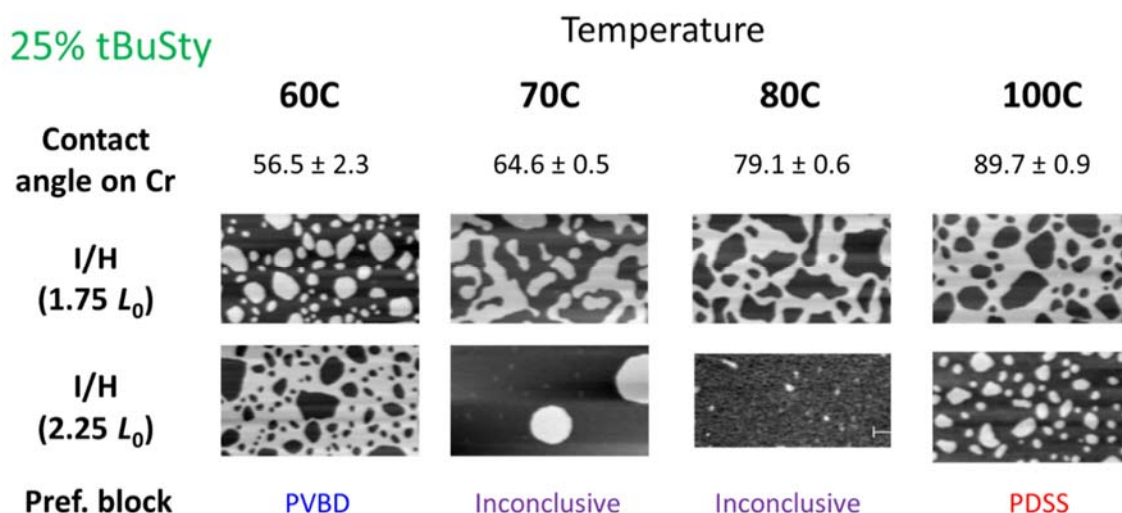 25% tBuSty
Temperature
60C 70C 80C 100C
Contact angle on Cr 56.5 ± 2.3 64.6 ± 0.5 79.1 ± 0.6 89.7 ± 0.9
I/H (1.75 L₀)
I/H (2.25 L₀)
Pref. block PVBD Inconclusive Inconclusive PDSS